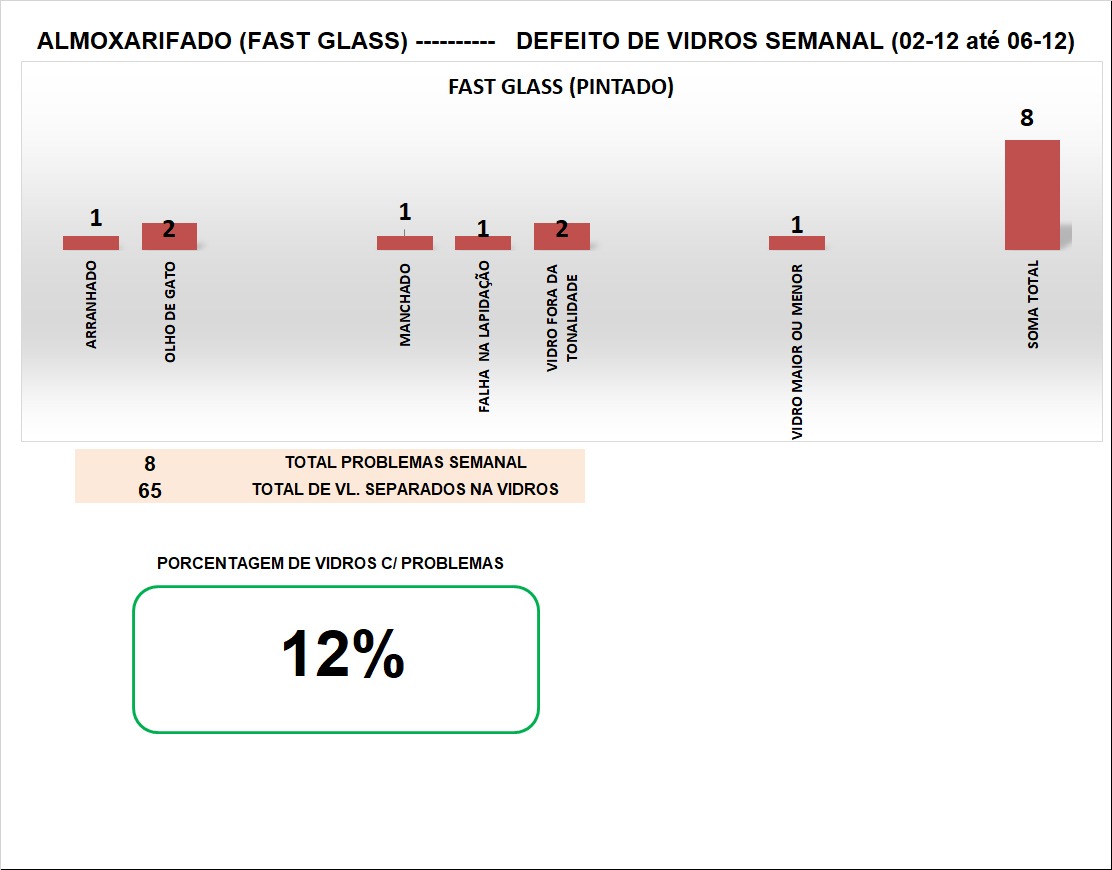 ALMOXARIFADO (FAST GLASS) ---------- DEFEITO DE VIDROS SEMANAL (02-12 até 06-12)
FAST GLASS (PINTADO)
1
2
1
1
2
1
8
ARRANHADO
OLHO DE GATO
MANCHADO
FALHA NA LAPIDAÇÃO
VIDRO FORA DA
TONALIDADE
VIDRO MAIOR OU MENOR
SOMA TOTAL
8 TOTAL PROBLEMAS SEMANAL
65 TOTAL DE VL. SEPARADOS NA VIDROS
PORCENTAGEM DE VIDROS C/ PROBLEMAS
12%